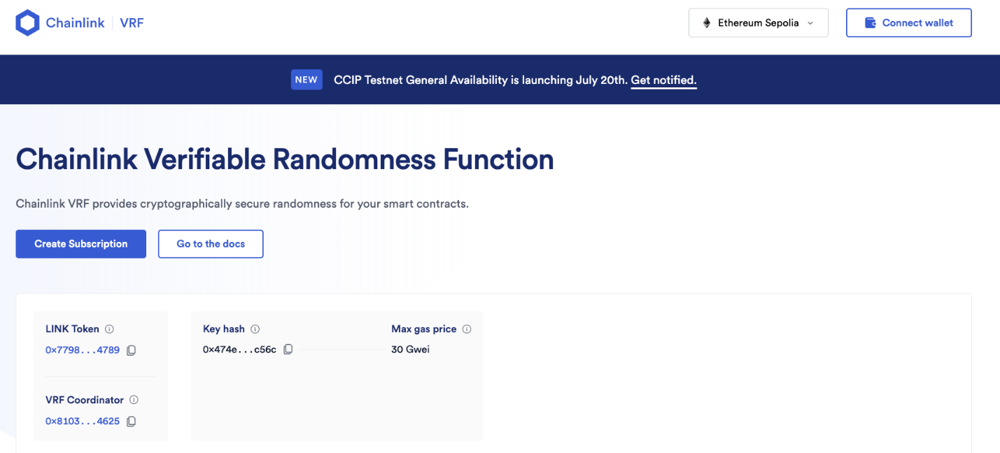 Chainlink VRF
Ethereum Sepolia
Connect wallet
NEW CCIP Testnet General Availability is launching July 20th. Get notified.
Chainlink Verifiable Randomness Function
Chainlink VRF provides cryptographically secure randomness for your smart contracts.
Create Subscription
Go to the docs
LINK Token
0x7798...4789
VRF Coordinator
0x8103...4625
Key hash
0x474e...c56c
Max gas price
30 Gwei